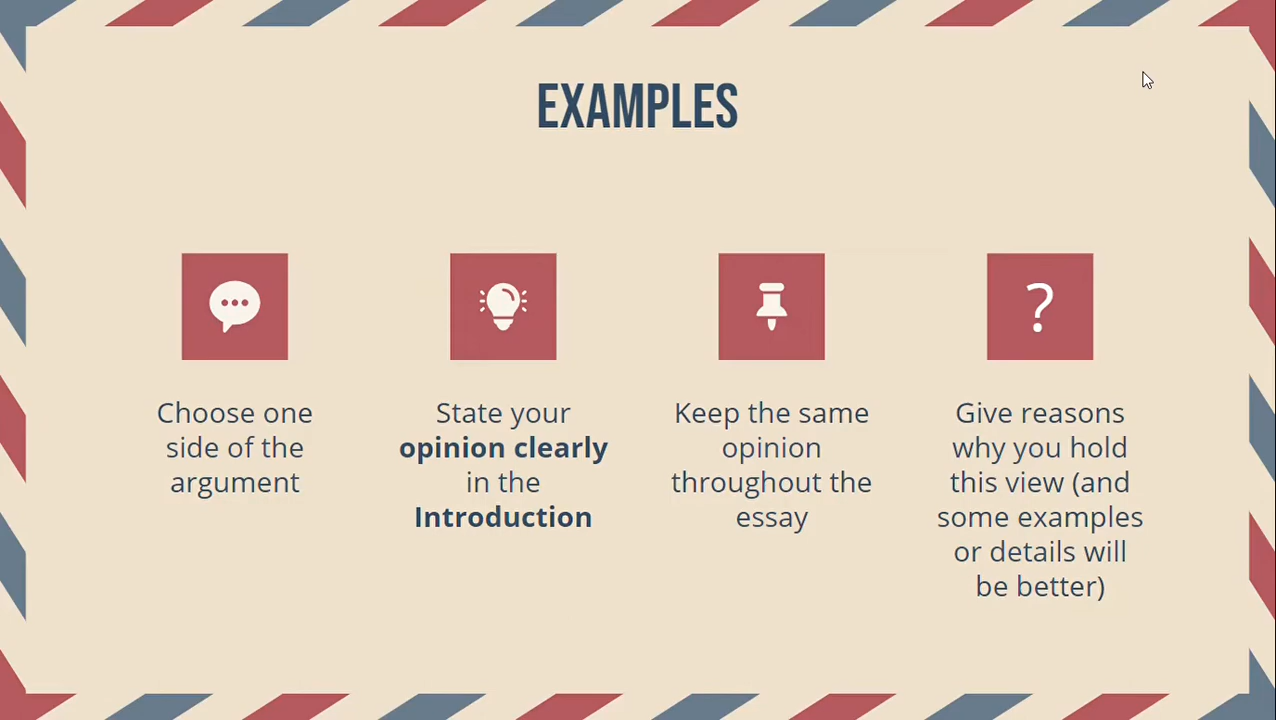 EXAMPLES
?
Choose one
side of the
argument
State your
opinion clearly
in the
Introduction
Keep the same
opinion
throughout the
essay
Give reasons
why you hold
this view (and
some examples
or details will
be better)